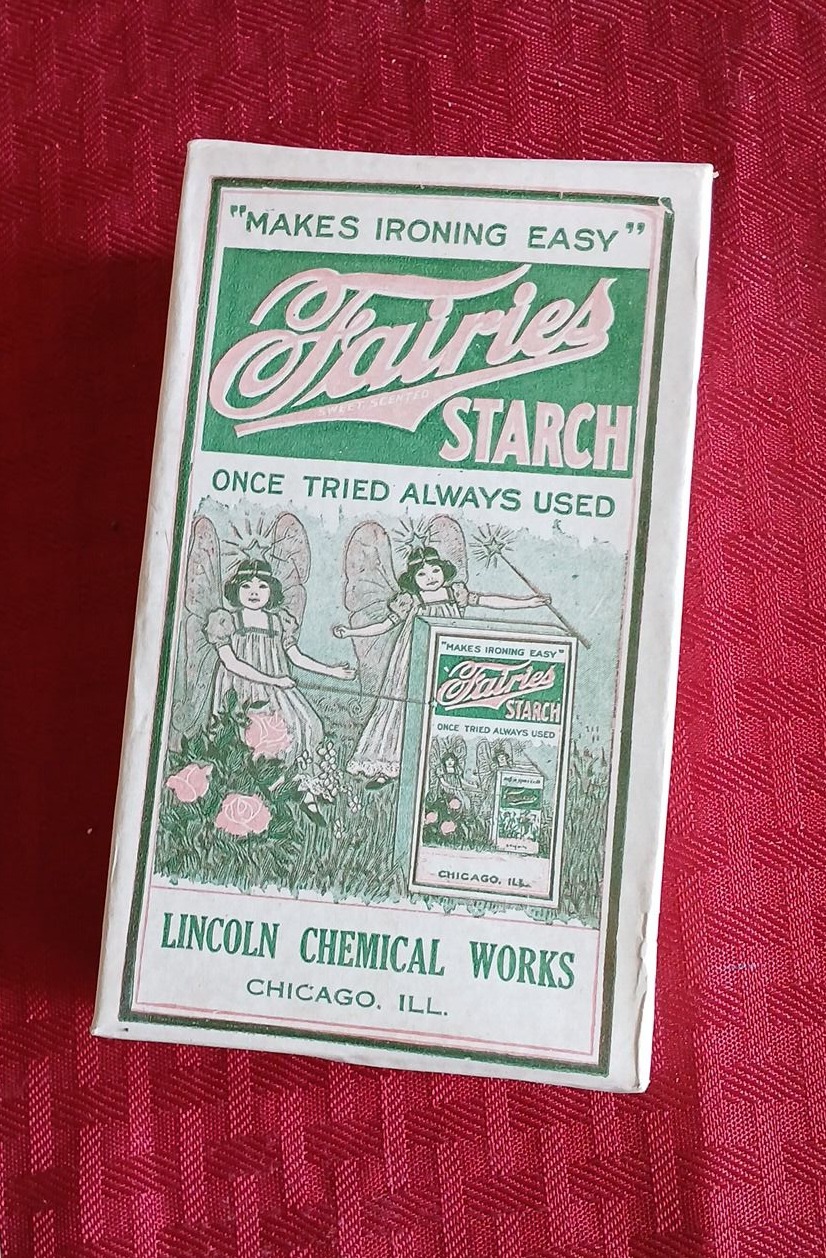 "MAKES IRONING EASY"
Fairies
SWEET SCENTED
STARCH
ONCE TRIED ALWAYS USED
"MAKES IRONING EASY"
Fairies
STARCH
ONCE TRIED ALWAYS USED
CHICAGO, ILL.
LINCOLN CHEMICAL WORKS
CHICAGO. ILL.